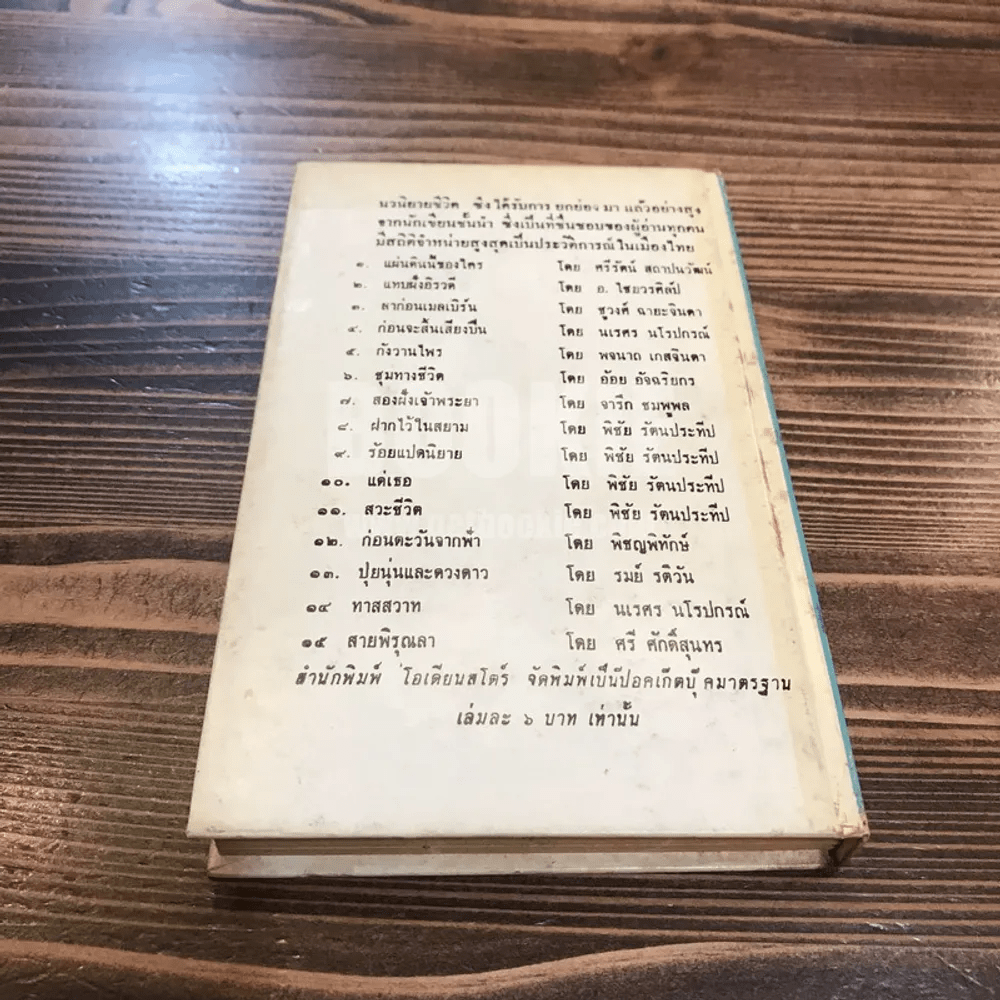 นวนิยายชีวิต ซึ่งได้รับการ ยกย่อง มา แล้วอย่างสูง
จากนักเขียนชั้นนำ ซึ่งเป็นที่ชื่นชอบของผู้อ่านทุกคน
มีสถิติจำหน่ายสูงสุดเป็นประวัติการณ์ ในเมืองไทย
๑. แผ่นดินนี้ของใคร โดย ศรีรัตน์ สถาปนวัฒน์
๒. แทบฝั่งอิรวดี โดย อ. ไชยวรศิลป์
๓. ลาก่อนเมลเบิร์น โดย ชูวงศ์ ฉายะจินดา
๔. ก่อนจะสิ้นเสียงปืน โดย นเรศร นโรปกรณ์
๕. กังวานไพร โดย พจนาถ เกสจินดา
๖. ชุมทางชีวิต โดย อ้อย อัจฉริยกร
๗. สองฝั่งเจ้าพระยา โดย จารึก ชมพูพล
๘. ฝากไว้ในสยาม โดย พิชัย รัตนประทีป
๙. ร้อยแปดนิยาย โดย พิชัย รัตนประทีป
๑๐. แด่เธอ โดย พิชัย รัตนประทีป
๑๑. สวะชีวิต โดย พิชัย รัตนประทีป
๑๒. ก่อนตะวันจากฟ้า โดย พิชญพิทักษ์
๑๓. ปุยนุ่นและดวงดาว โดย รมย์ รติวัน
๑๔ ทาสสวาท โดย นเรศร นโรปกรณ์
๑๕ สายพิรุณลา โดย ศรี ศักดิ์สุนทร
สำนักพิมพ์ โอเดียนสโตร์ จัดพิมพ์เป็นปอคเก็ตบุ๊คมาตรฐาน
เล่มละ ๖ บาท เท่านั้น